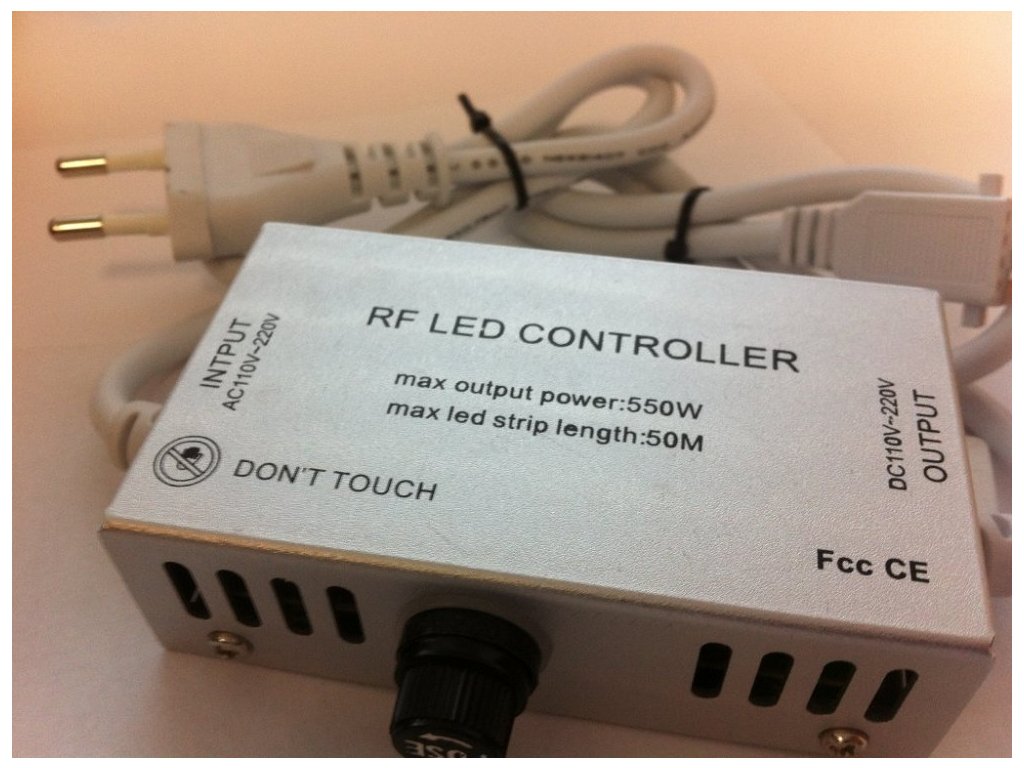 RF LED CONTROLLER
max output power:550W
max led strip length:50M
INTPUT
AC110V~220V
DC110V~220V
OUTPUT
DON'T TOUCH
Fcc CE